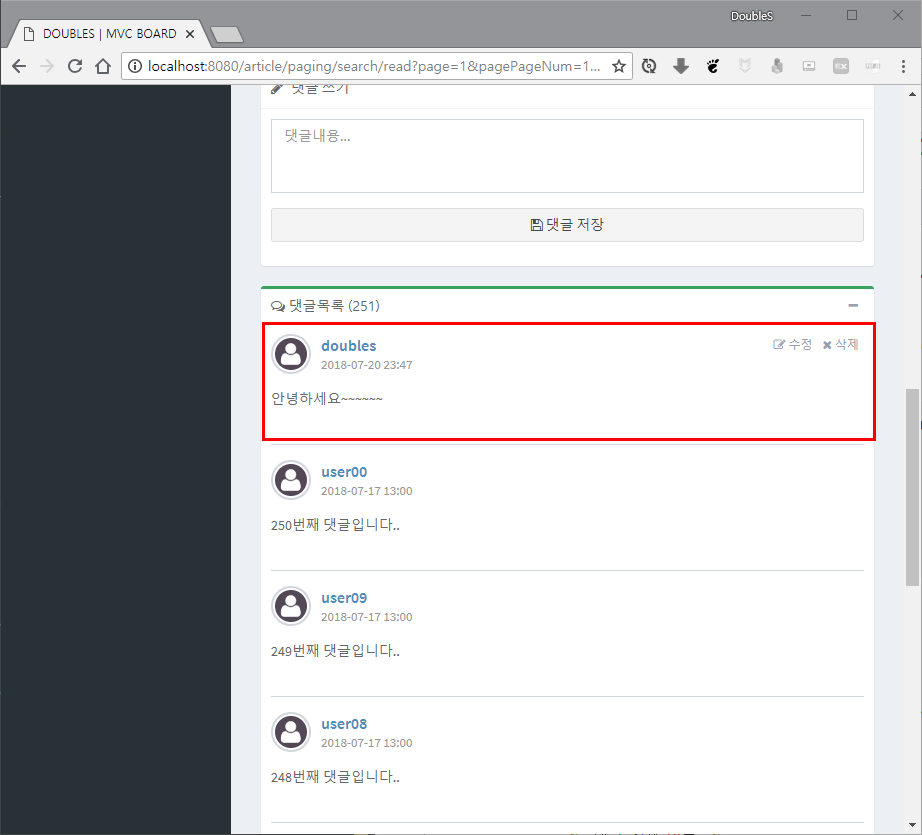 DoubleS
DOUBLES | MVC BOARD
localhost:8080/article/paging/search/read?page=1&pagePageNum=1...
댓글 쓰기
댓글내용...
댓글 저장
댓글목록 (251)
doubles
수정 삭제
2018-07-20 23:47
안녕하세요~~~~~~
user00
2018-07-17 13:00
250번째 댓글입니다..
user09
2018-07-17 13:00
249번째 댓글입니다..
user08
2018-07-17 13:00
248번째 댓글입니다..